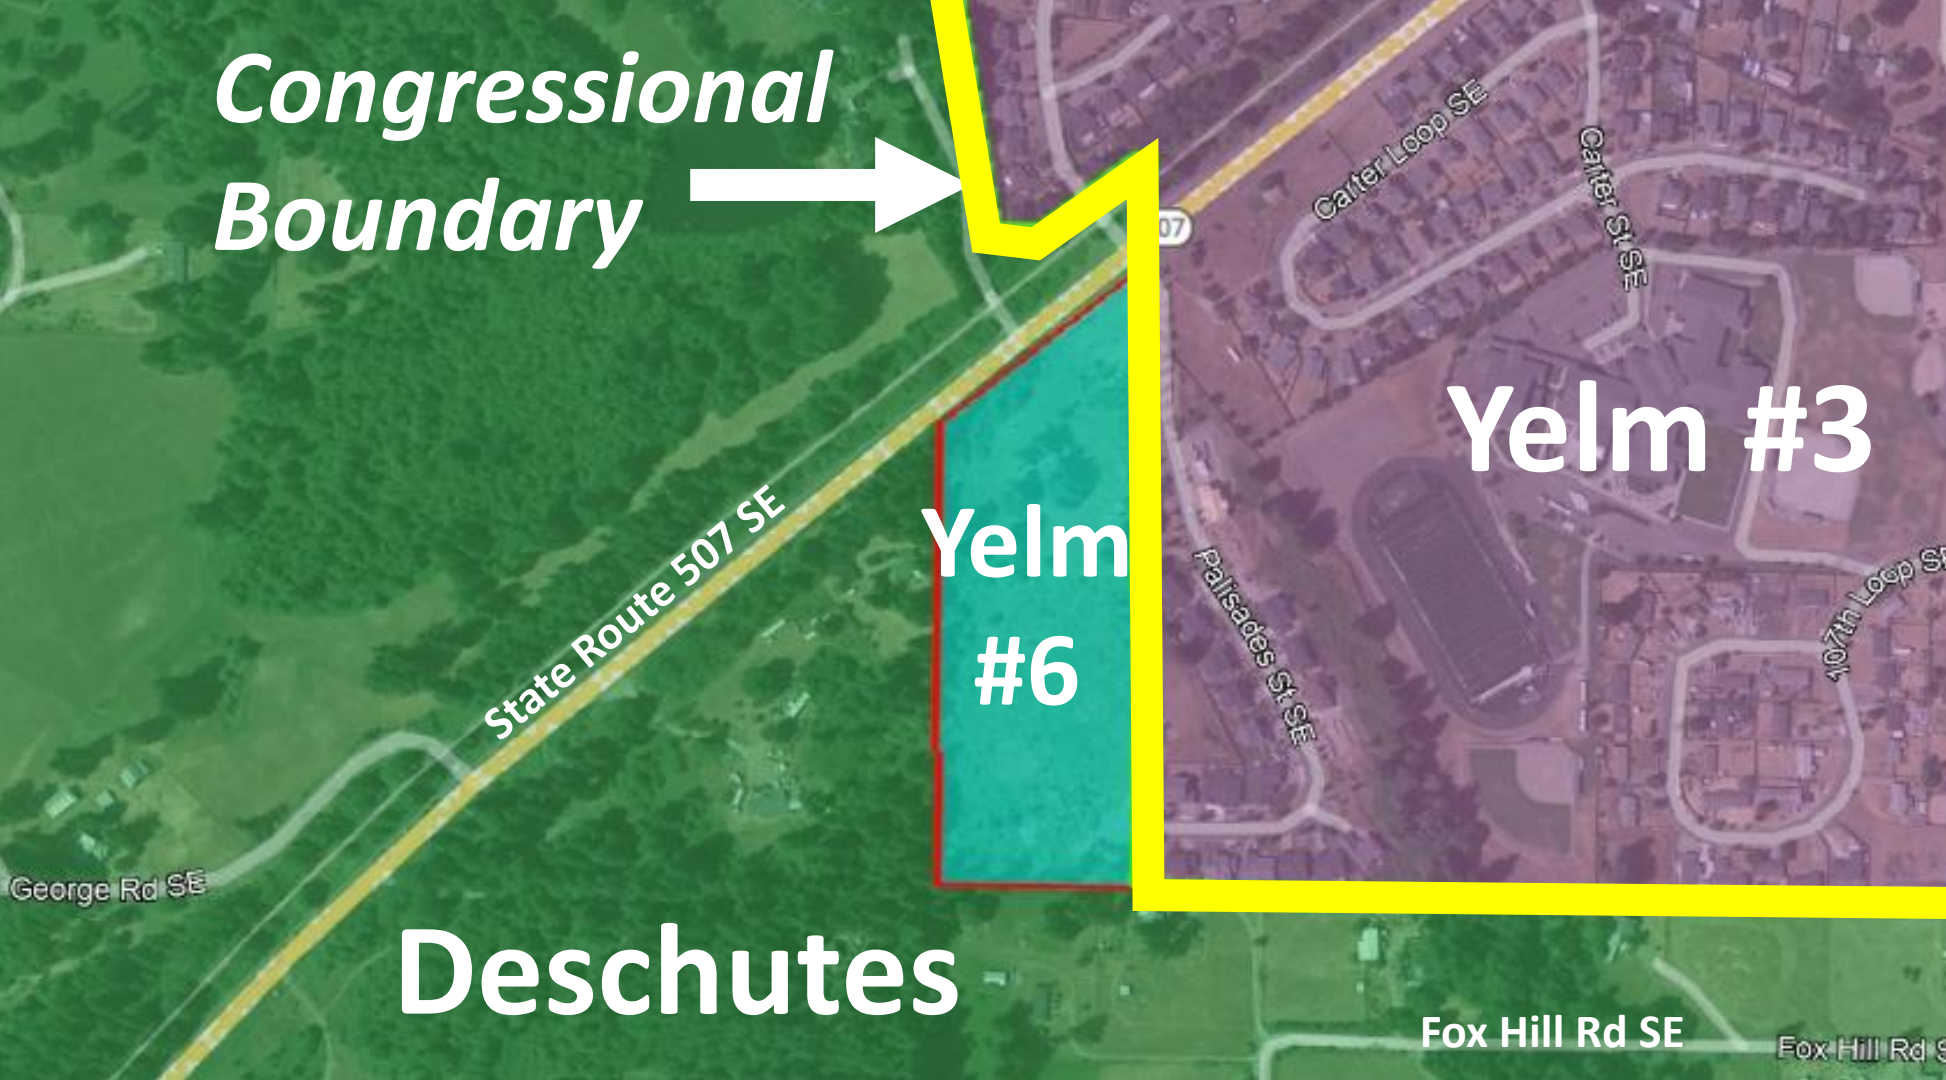 Congressional
Boundary
Carter Loop SE
Carter St SE
07
Yelm #3
Yelm
#6
State Route 507 SE
Palisades St SE
107th Loop SE
George Rd SE
Deschutes
Fox Hill Rd SE
Fox Hill Rd S